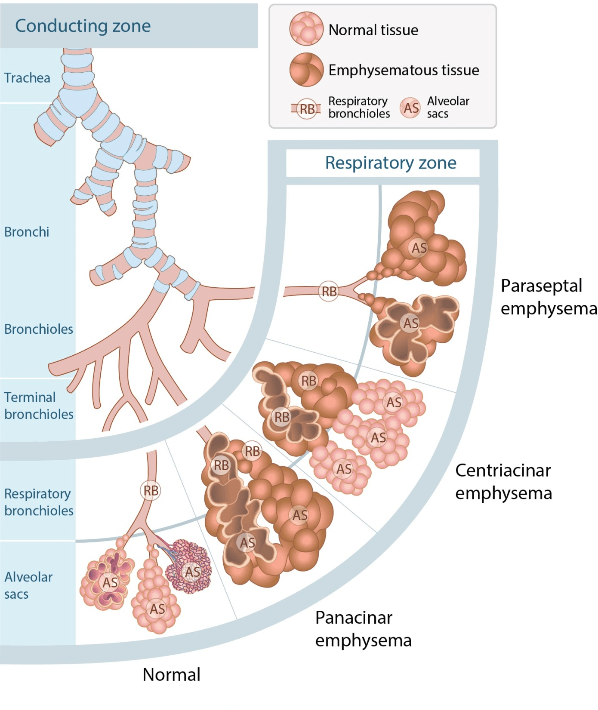 Conducting zone
Normal tissue
Emphysematous tissue
RB
Respiratory
bronchioles
AS
Alveolar
sacs
Trachea
Respiratory zone
Bronchi
AS
RB
Paraseptal
emphysema
AS
Bronchioles
RB
Terminal
bronchioles
AS
RB
AS
AS
Centriacinar
emphysema
RB
RB
Respiratory
bronchioles
RB
AS
AS
Alveolar
sacs
AS
AS
AS
Panacinar
emphysema
Normal